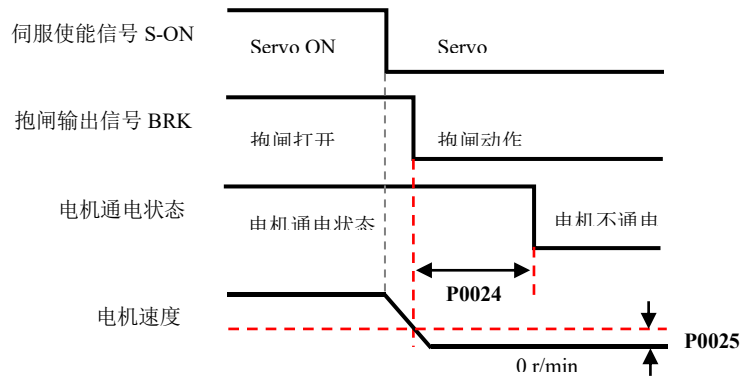 伺服使能信号 S-ON
Servo ON
Servo
抱闸输出信号 BRK
抱闸打开
抱闸动作
电机通电状态
电机通电状态
电机不通电
P0024
电机速度
P0025
0 r/min